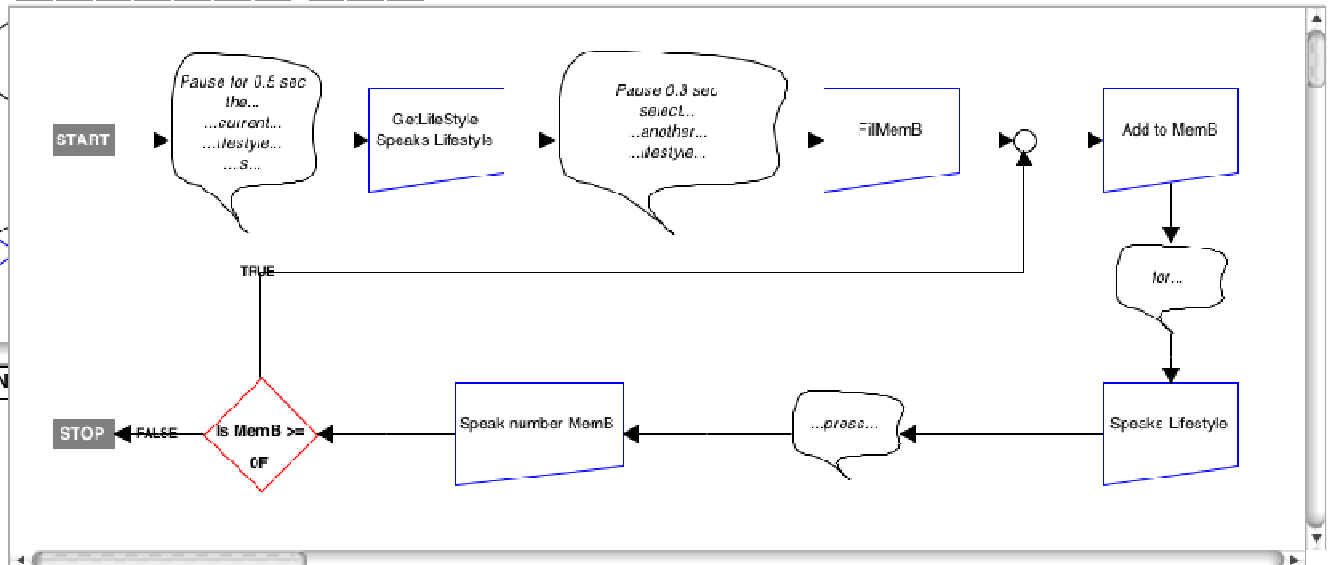 START
Pause for 0.5 sec
the...
...current...
...lifestyle...
...s...
GetLifeStyle
Speaks Lifestyle
Pause 0.3 sec
select...
...another...
...lifestyle...
FillMemB
Add to MemB
for...
TRUE
STOP
FALSE
Is MemB >=
0F
Speak number MemB
...press...
Speaks Lifestyle
N